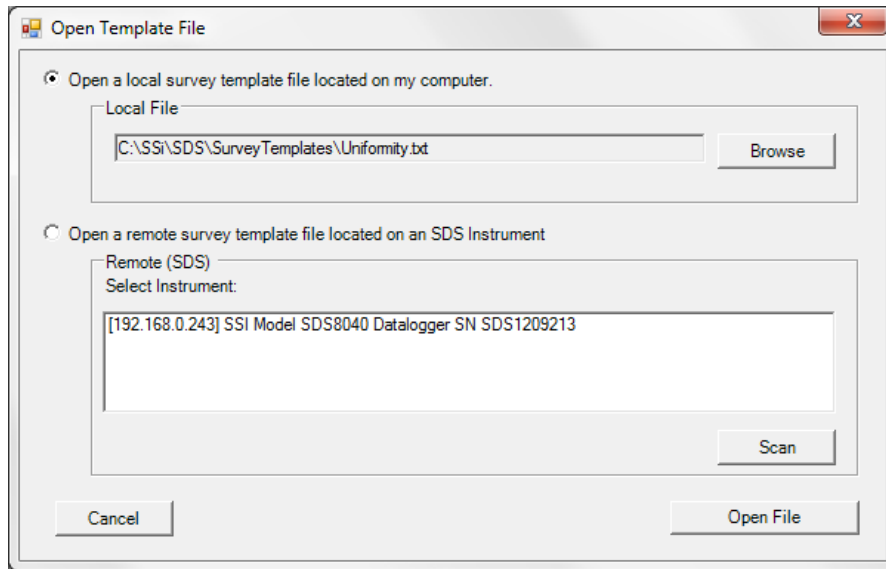 Open Template File
Open a local survey template file located on my computer.
Local File
C:\SSi\SDS\SurveyTemplates\Uniformity.txt
Browse
Open a remote survey template file located on an SDS Instrument
Remote (SDS)
Select Instrument:
[192.168.0.243] SSI Model SDS8040 Datalogger SN SDS1209213
Scan
Cancel
Open File